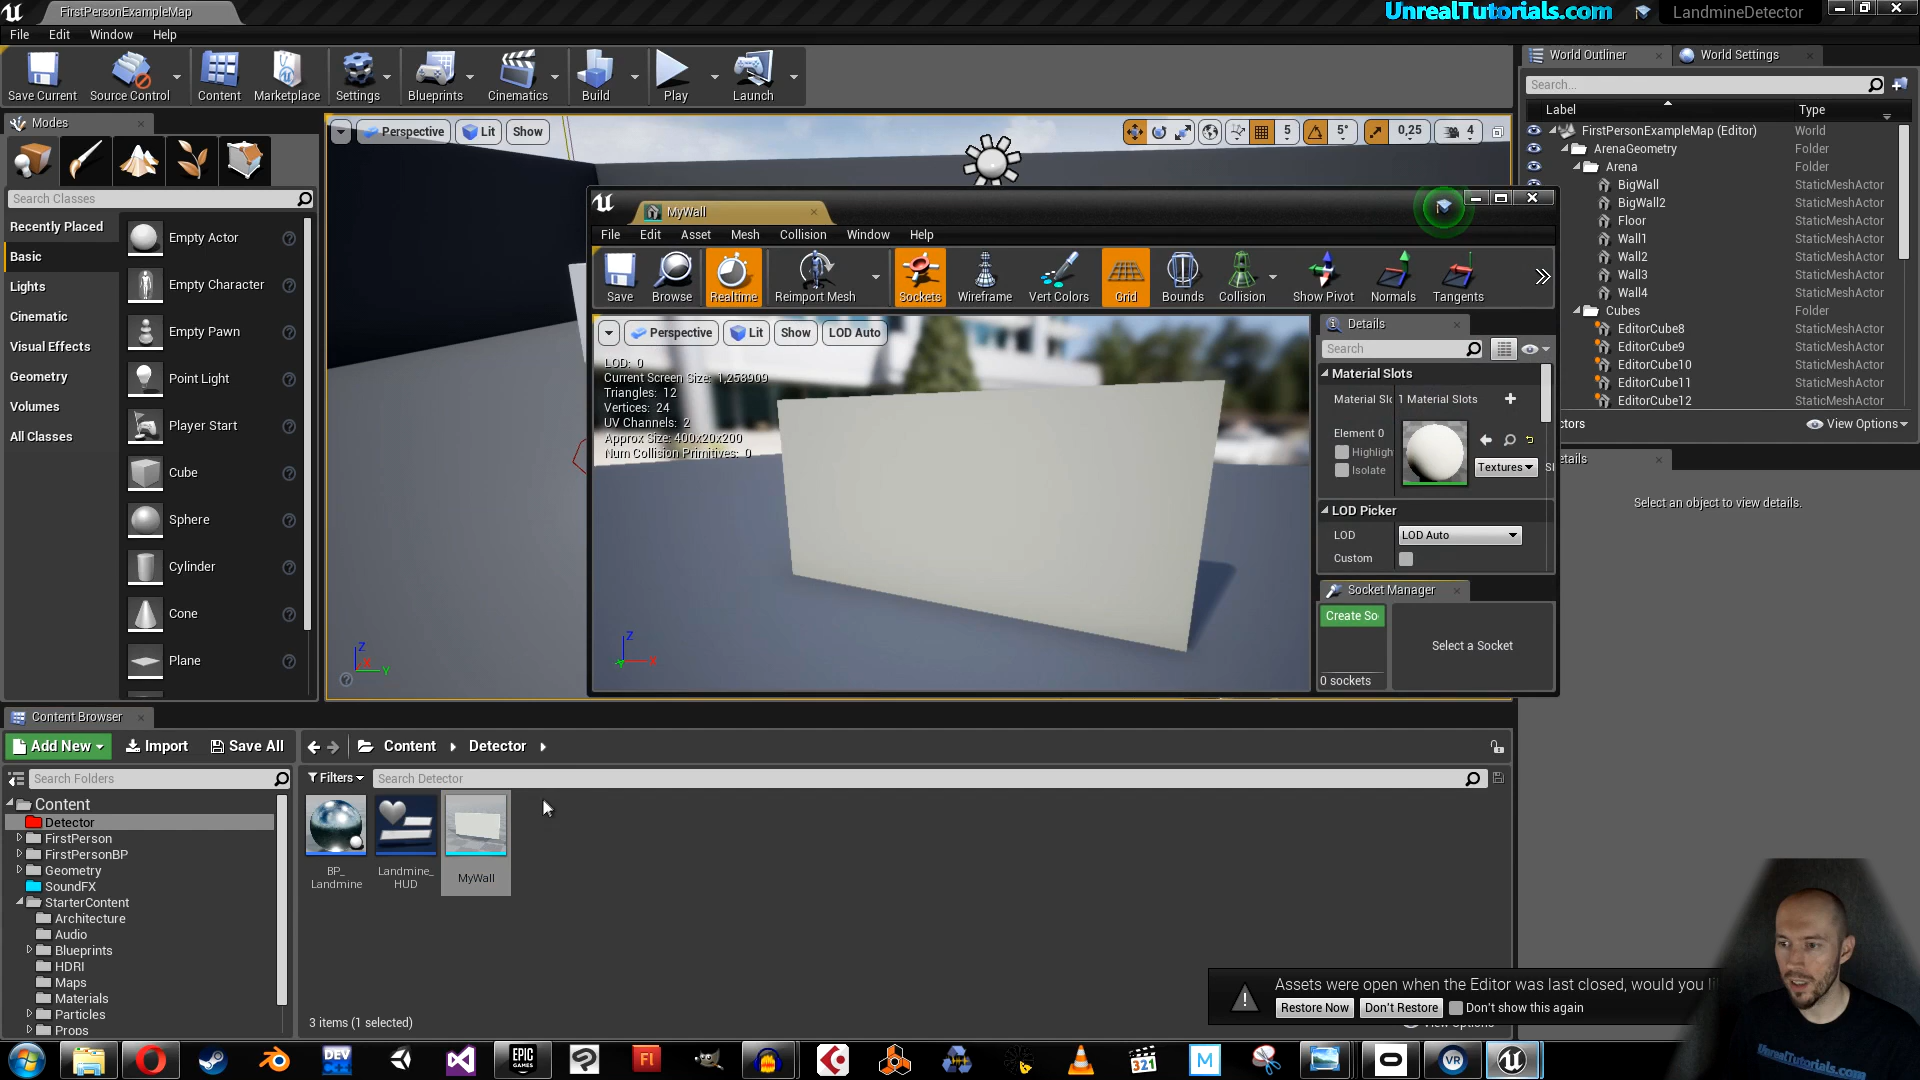 FirstPersonExampleMap
UnrealTutorials.com
LandmineDetector
File Edit Window Help
Save Current
Source Control
Content
Marketplace
Settings
Blueprints
Cinematics
Build
Play
Launch
World Outliner
World Settings
Search...
Label
Type
FirstPersonExampleMap (Editor) World
ArenaGeometry Folder
Arena Folder
BigWall StaticMeshActor
BigWall2 StaticMeshActor
Floor StaticMeshActor
Wall1 StaticMeshActor
Wall2 StaticMeshActor
Wall3 StaticMeshActor
Wall4 StaticMeshActor
Cubes Folder
EditorCube8 StaticMeshActor
EditorCube9 StaticMeshActor
EditorCube10 StaticMeshActor
EditorCube11 StaticMeshActor
EditorCube12 StaticMeshActor
ctors
View Options
etails
Select an object to view details.
Modes
Search Classes
Recently Placed
Basic
Lights
Cinematic
Visual Effects
Geometry
Volumes
All Classes
Empty Actor
Empty Character
Empty Pawn
Point Light
Player Start
Cube
Sphere
Cylinder
Cone
Plane
Perspective
Lit
Show
5
5°
0,25
4
MyWall
File Edit Asset Mesh Collision Window Help
Save
Browse
Realtime
Reimport Mesh
Sockets
Wireframe
Vert Colors
Grid
Bounds
Collision
Show Pivot
Normals
Tangents
Perspective
Lit
Show
LOD Auto
LOD: 0
Current Screen Size: 1,258909
Triangles: 12
Vertices: 24
UV Channels: 2
Approx Size: 400x20x200
Num Collision Primitives: 0
Z
X
Y
Details
Search
Material Slots
Material Slo 1 Material Slots
Element 0
Highligh
Isolate
Textures
Sl
LOD Picker
LOD
LOD Auto
Custom
Socket Manager
Create So
Select a Socket
0 sockets
Z
X
Y
Content Browser
Add New
Import
Save All
Content
Detector
Search Folders
Filters
Search Detector
Content
Detector
FirstPerson
FirstPersonBP
Geometry
SoundFX
StarterContent
Architecture
Audio
Blueprints
HDRI
Maps
Materials
Particles
Props
BP_
Landmine
Landmine_
HUD
MyWall
3 items (1 selected)
Assets were open when the Editor was last closed, would you li
Restore Now
Don't Restore
Don't show this again
View Options
DEV
EPIC
GAMES
Fl
321
M
VR
UnrealTutorials.com